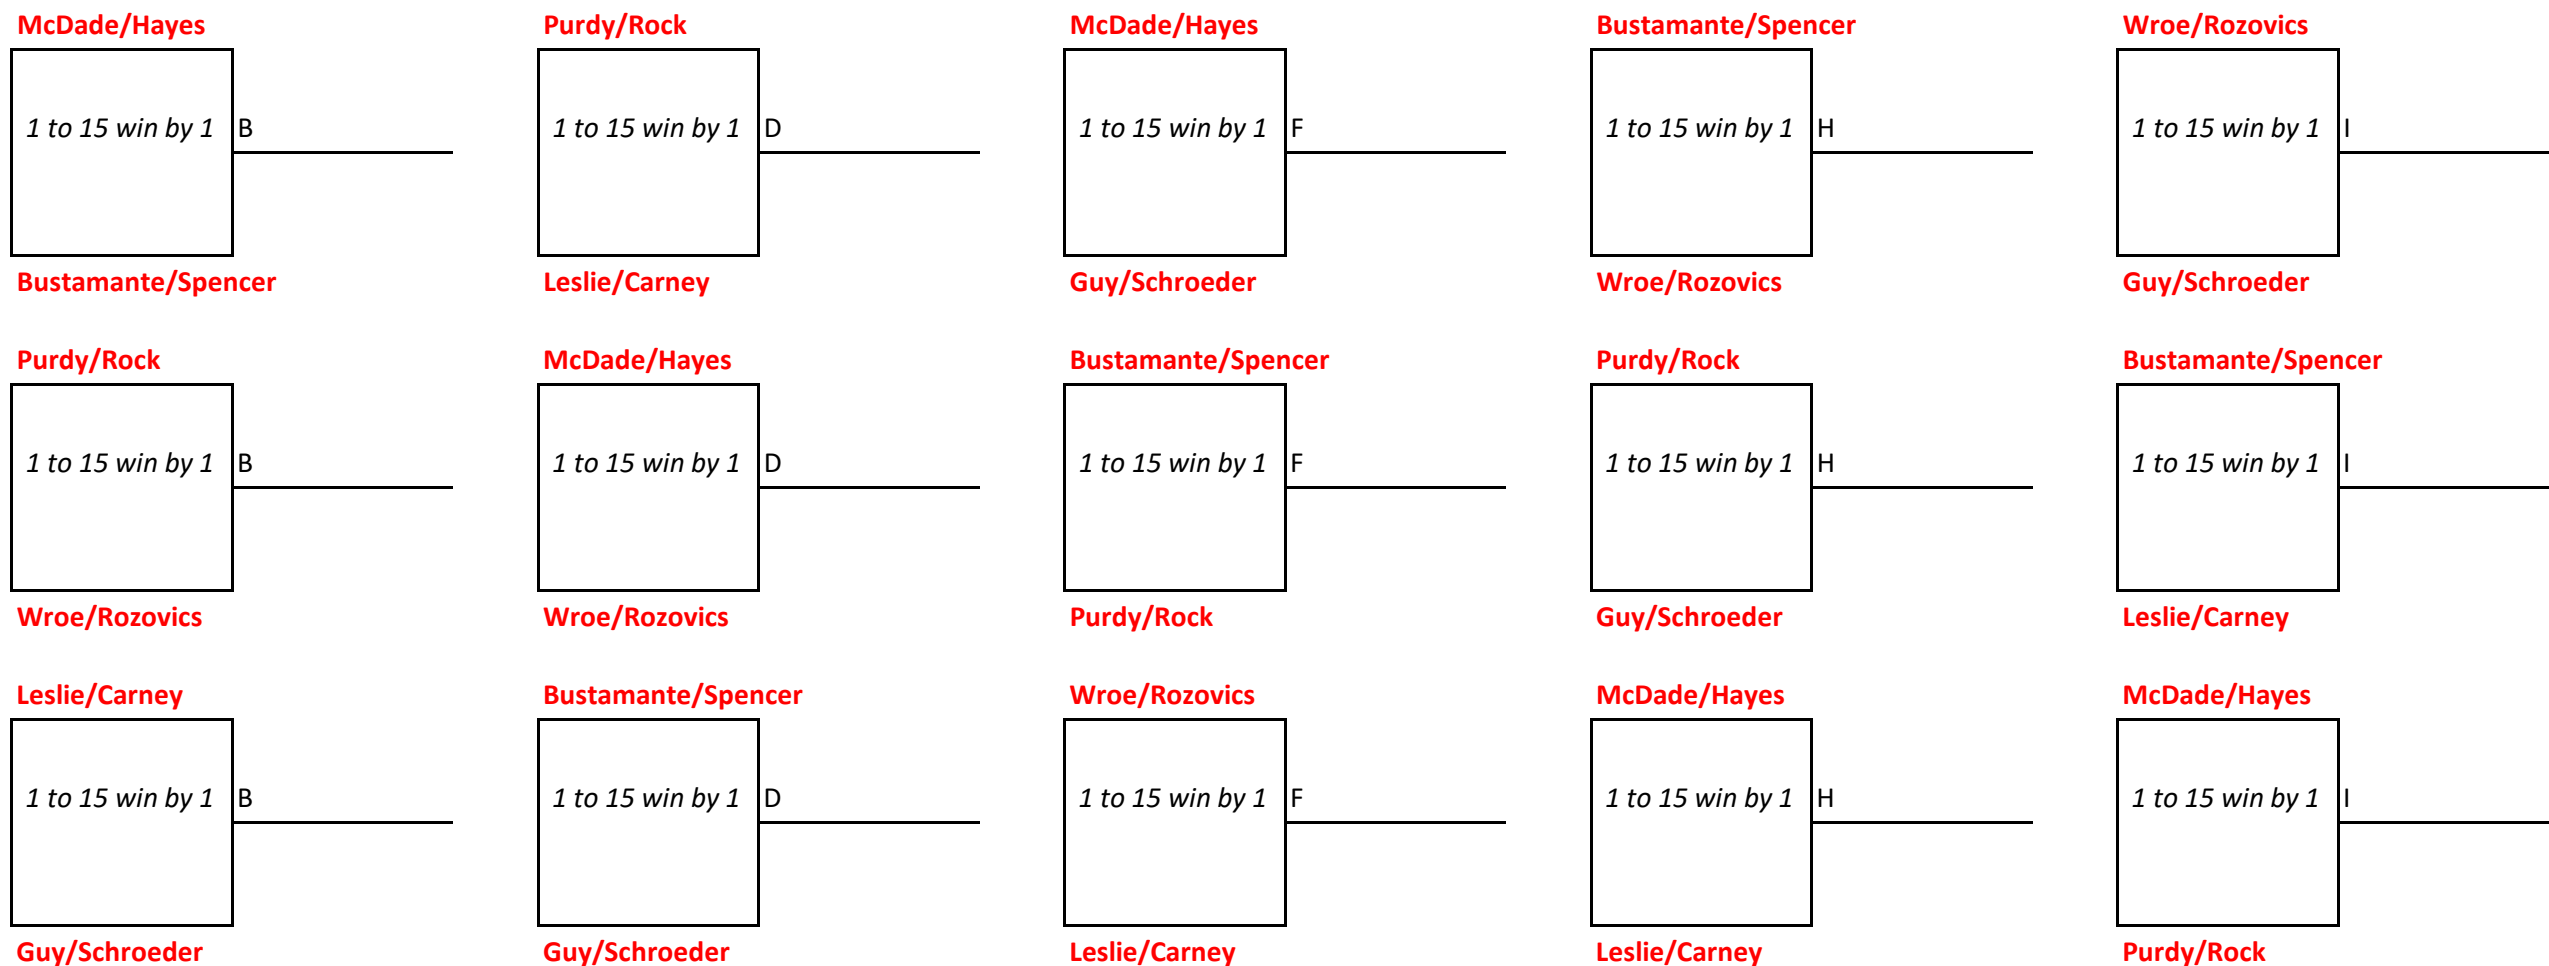 McDade/Hayes Purdy/Rock McDade/Hayes Bustamante/Spencer Wroe/Rozovics
1 to 15 win by 1 B 1 to 15 win by 1 D 1 to 15 win by 1 F 1 to 15 win by 1 H 1 to 15 win by 1 I
Bustamante/Spencer Leslie/Carney Guy/Schroeder Wroe/Rozovics Guy/Schroeder
Purdy/Rock McDade/Hayes Bustamante/Spencer Purdy/Rock Bustamante/Spencer
1 to 15 win by 1 B 1 to 15 win by 1 D 1 to 15 win by 1 F 1 to 15 win by 1 H 1 to 15 win by 1 I
Wroe/Rozovics Wroe/Rozovics Purdy/Rock Guy/Schroeder Leslie/Carney
Leslie/Carney Bustamante/Spencer Wroe/Rozovics McDade/Hayes McDade/Hayes
1 to 15 win by 1 B 1 to 15 win by 1 D 1 to 15 win by 1 F 1 to 15 win by 1 H 1 to 15 win by 1 I
Guy/Schroeder Guy/Schroeder Leslie/Carney Leslie/Carney Purdy/Rock